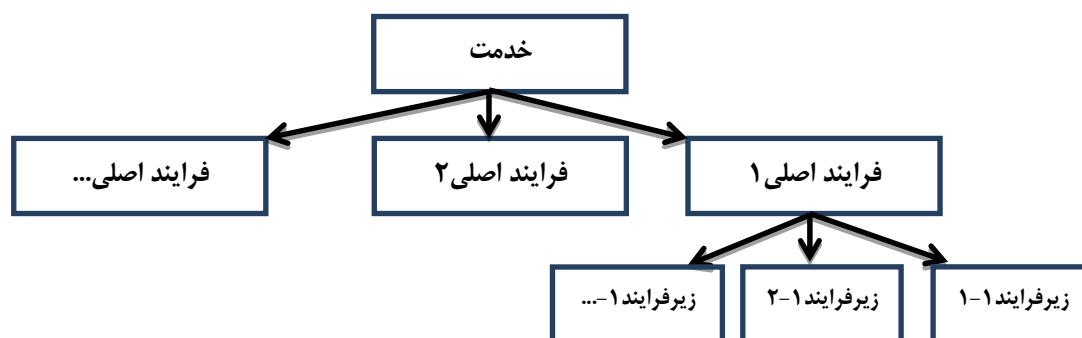 خدمت
فرایند اصلی۱
فرایند اصلی۲
فرایند اصلی...
زیرفرایند۱-۱
زیرفرایند۱-۲
زیرفرایند۱-...